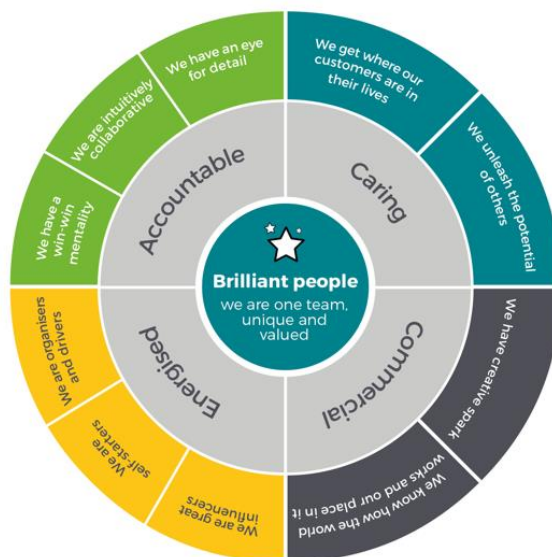 Brilliant people
we are one team,
unique and
valued
Accountable
We have a
win-win
mentality
We are intuitively
collaborative
We have an eye
for detail
Caring
We get where our
customers are in
their lives
We unleash the potential
of others
Commercial
We have creative spark
We know how the world
works and our place in it
Energised
We are great
influencers
We are
self-starters
We are organisers
and drivers